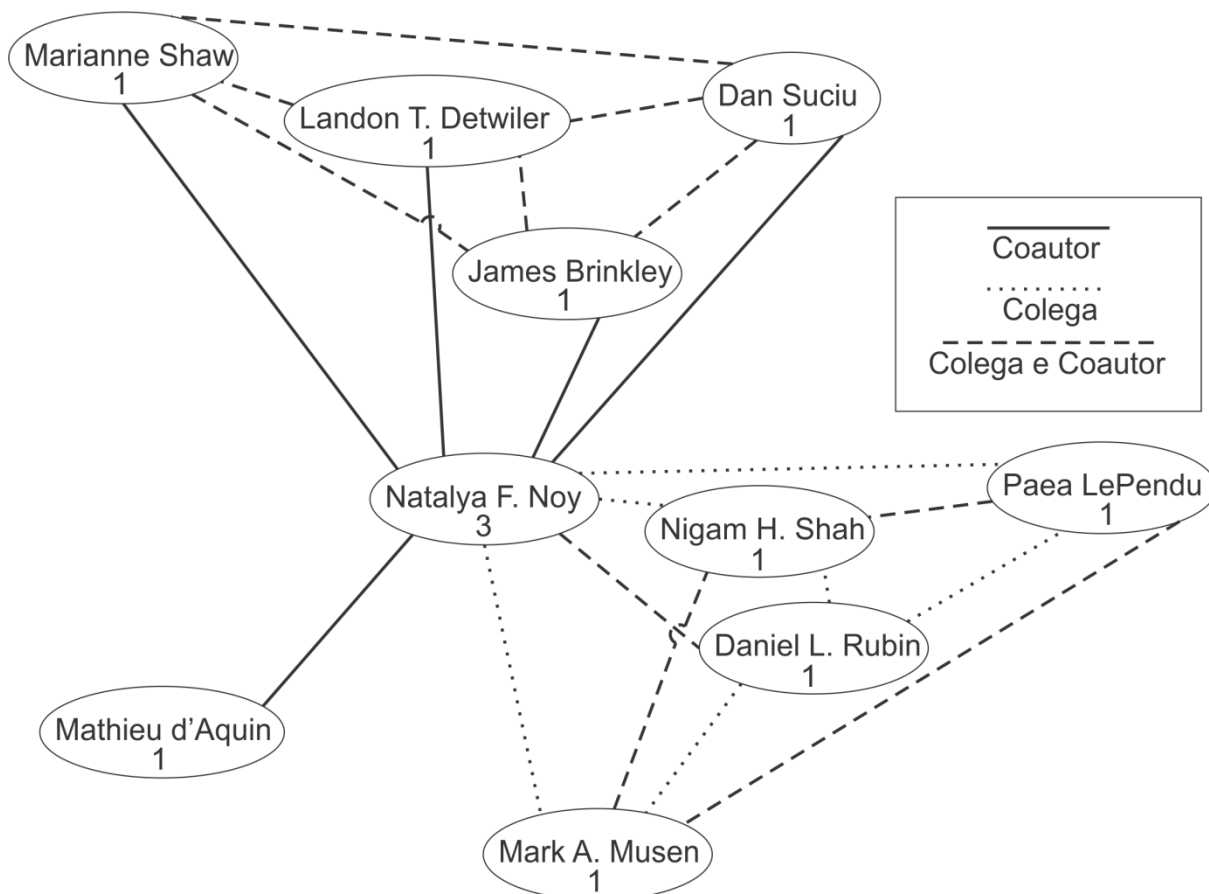 Marianne Shaw
1
Landon T. Detwiler
1
Dan Suciu
1
James Brinkley
1
Coautor
Colega
Colega e Coautor
Natalya F. Noy
3
Nigam H. Shah
1
Paea LePendu
1
Daniel L. Rubin
1
Mathieu d’Aquin
1
Mark A. Musen
1